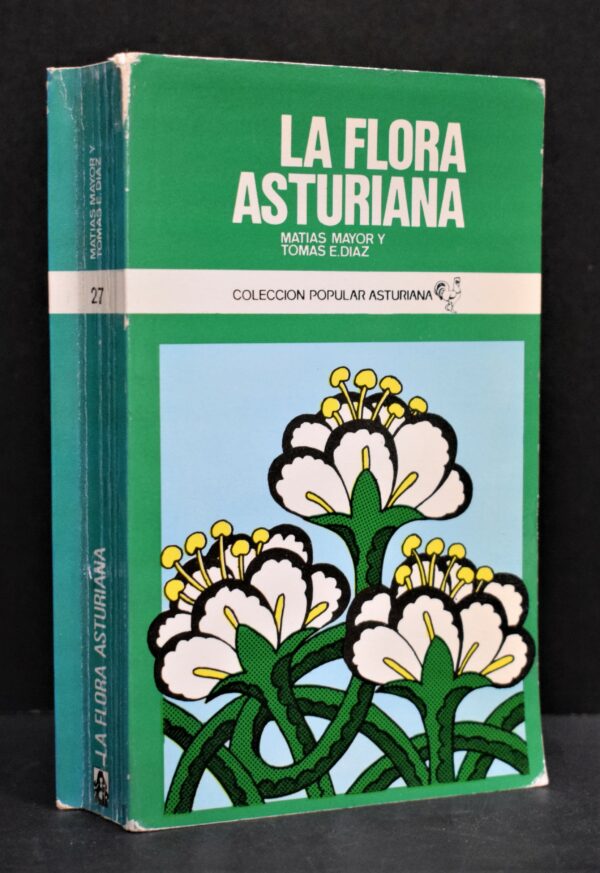 LA FLORA
ASTURIANA
MATIAS MAYOR Y
TOMAS E. DIAZ
COLECCION POPULAR ASTURIANA
MATIAS MAYOR Y
TOMAS E. DIAZ
27
LA FLORA ASTURIANA